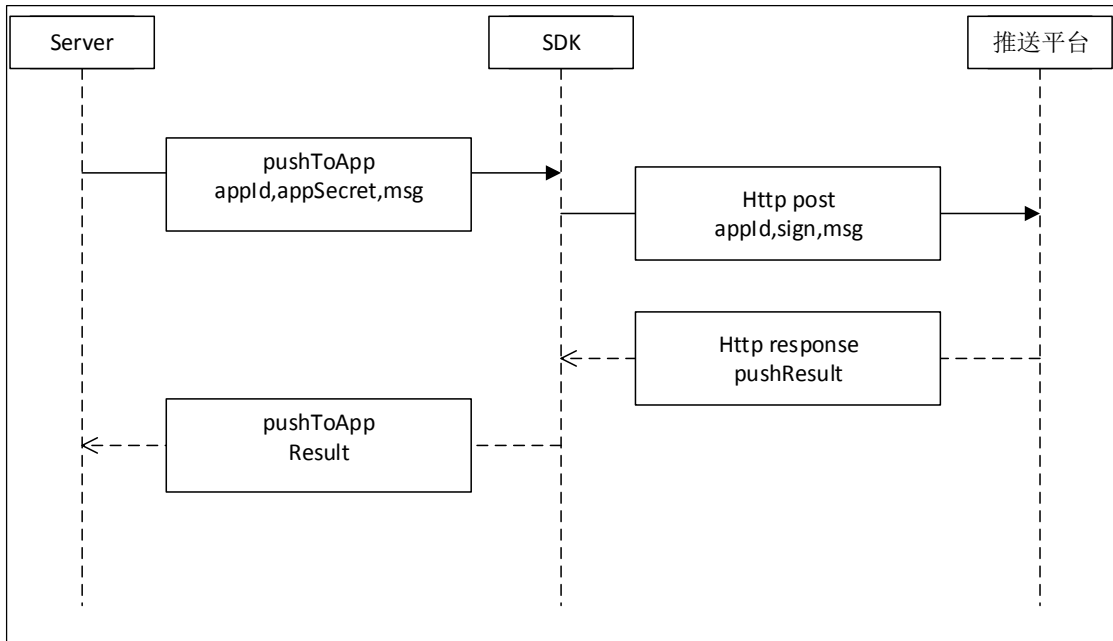 Server
SDK
推送平台
pushToApp
appId,appSecret,msg
Http post
appId,sign,msg
Http response
pushResult
pushToApp
Result